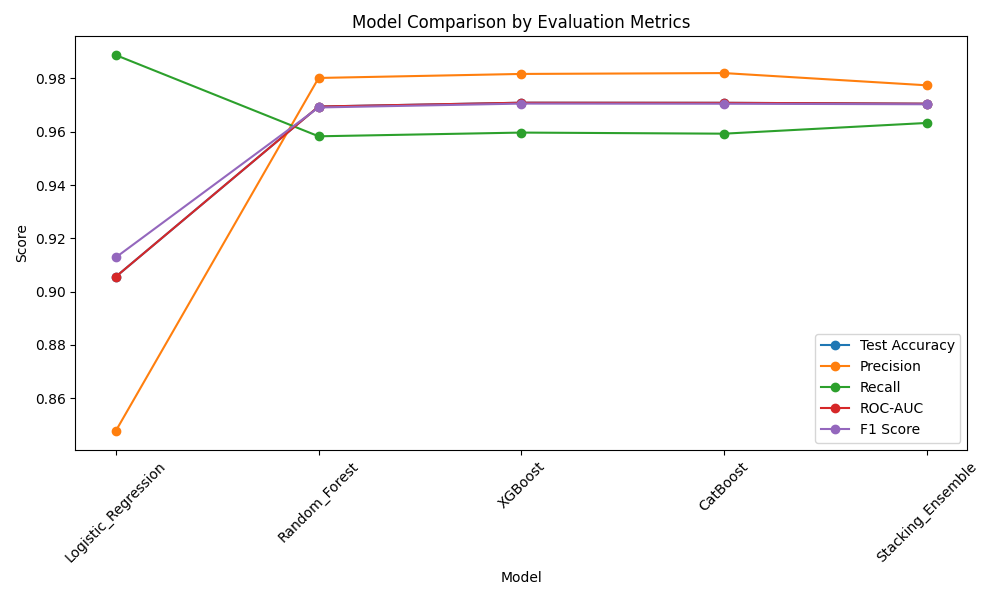 Model Comparison by Evaluation Metrics
Score
0.98
0.96
0.94
0.92
0.90
0.88
0.86
Test Accuracy
Precision
Recall
ROC-AUC
F1 Score
Logistic_Regression
Random_Forest
XGBoost
CatBoost
Stacking_Ensemble
Model